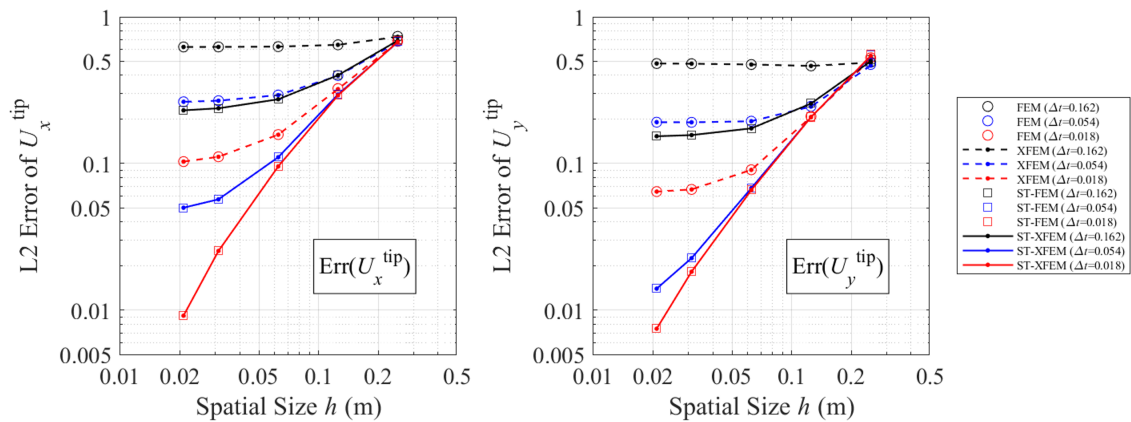 1
0.5
0.1
0.05
0.01
0.005
L2 Error of U_x^tip
Err(U_x^tip)
0.01 0.02 0.05 0.1 0.2 0.5
Spatial Size h (m)
1
0.5
0.1
0.05
0.01
0.005
L2 Error of U_y^tip
Err(U_y^tip)
0.01 0.02 0.05 0.1 0.2 0.5
Spatial Size h (m)
FEM (Δt=0.162)
FEM (Δt=0.054)
FEM (Δt=0.018)
XFEM (Δt=0.162)
XFEM (Δt=0.054)
XFEM (Δt=0.018)
ST-FEM (Δt=0.162)
ST-FEM (Δt=0.054)
ST-FEM (Δt=0.018)
ST-XFEM (Δt=0.162)
ST-XFEM (Δt=0.054)
ST-XFEM (Δt=0.018)